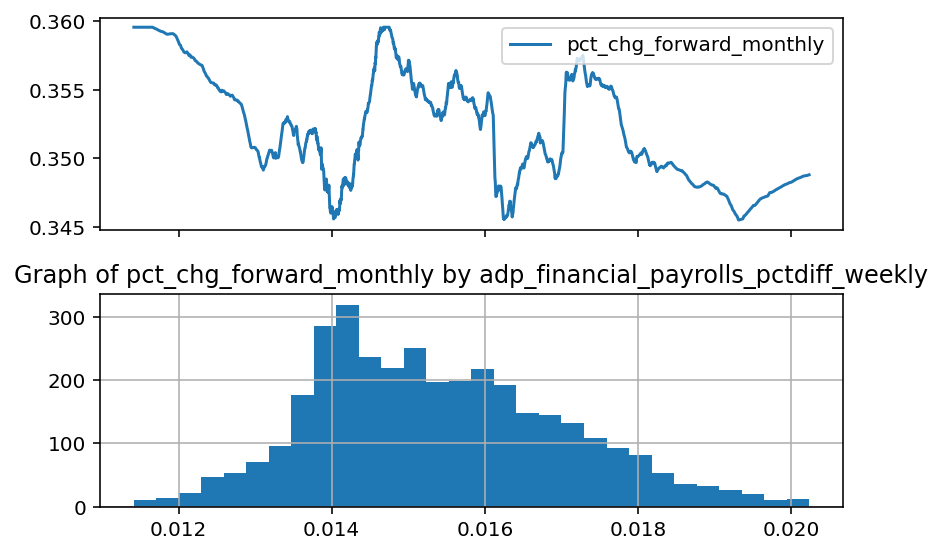 0.360
pct_chg_forward_monthly
0.355
0.350
0.345
Graph of pct_chg_forward_monthly by adp_financial_payrolls_pctdiff_weekly
300
200
100
0
0.012 0.014 0.016 0.018 0.020